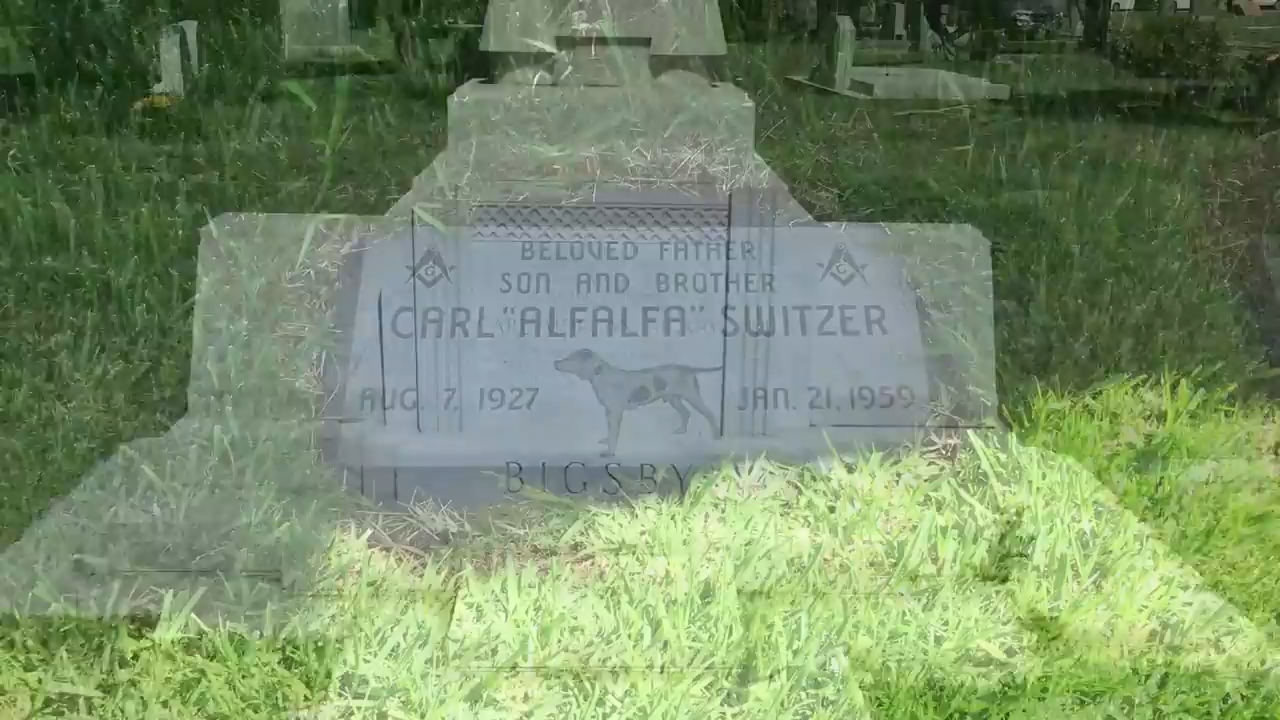 BELOVED FATHER
SON AND BROTHER
CARL "ALFALFA" SWITZER
AUG. 7, 1927 JAN. 21, 1959
BIGSBY